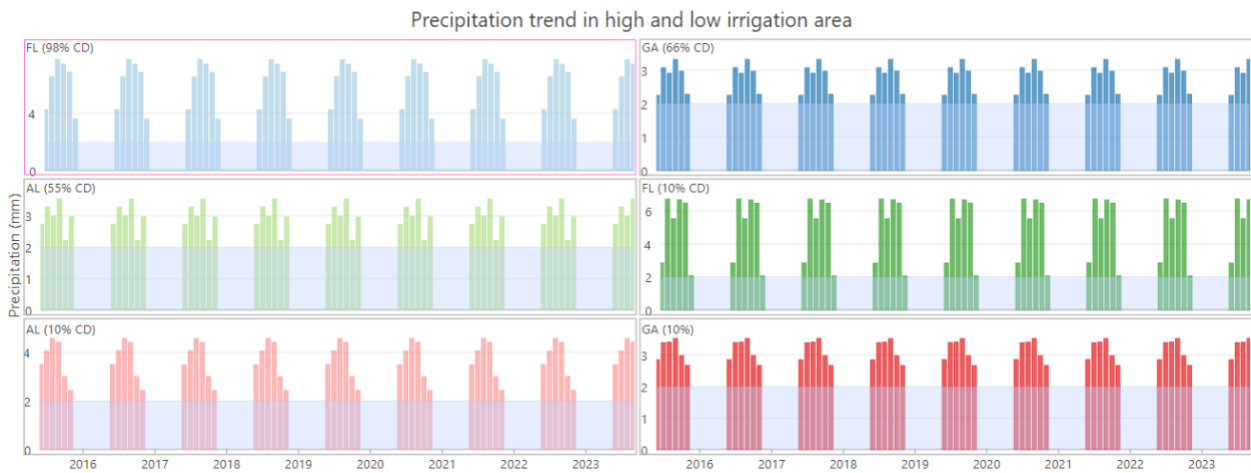 Precipitation trend in high and low irrigation area
FL (98% CD)
4
0
GA (66% CD)
3
2
1
0
Precipitation (mm)
AL (55% CD)
3
2
1
0
FL (10% CD)
6
4
2
0
AL (10% CD)
4
2
0
2016 2017 2018 2019 2020 2021 2022 2023
GA (10%)
3
2
1
0
2016 2017 2018 2019 2020 2021 2022 2023